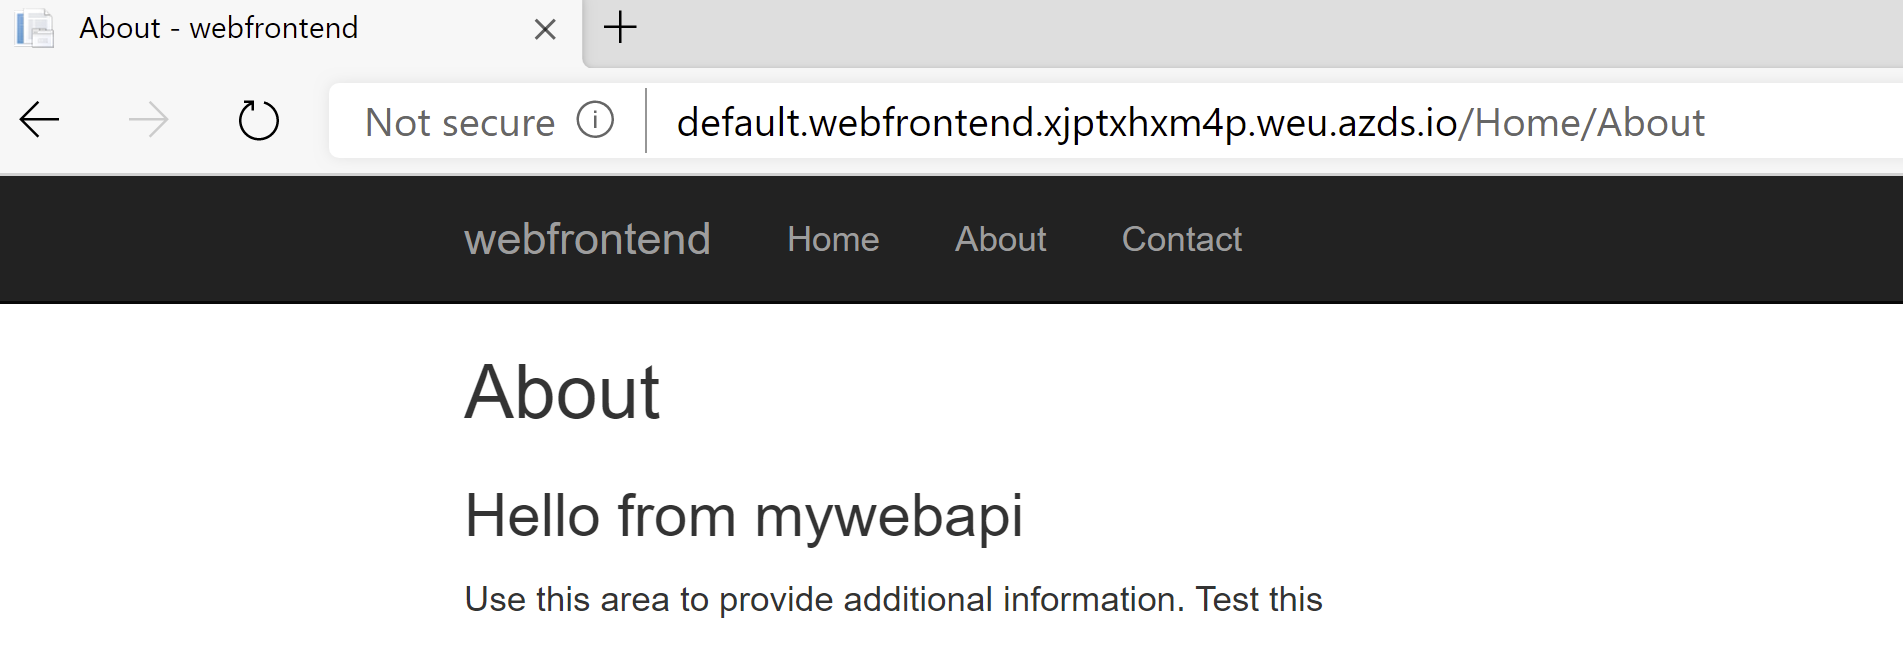 About - webfrontend
Not secure default.webfrontend.xjptxhxm4p.weu.azds.io/Home/About
webfrontend Home About Contact
About
Hello from mywebapi
Use this area to provide additional information. Test this